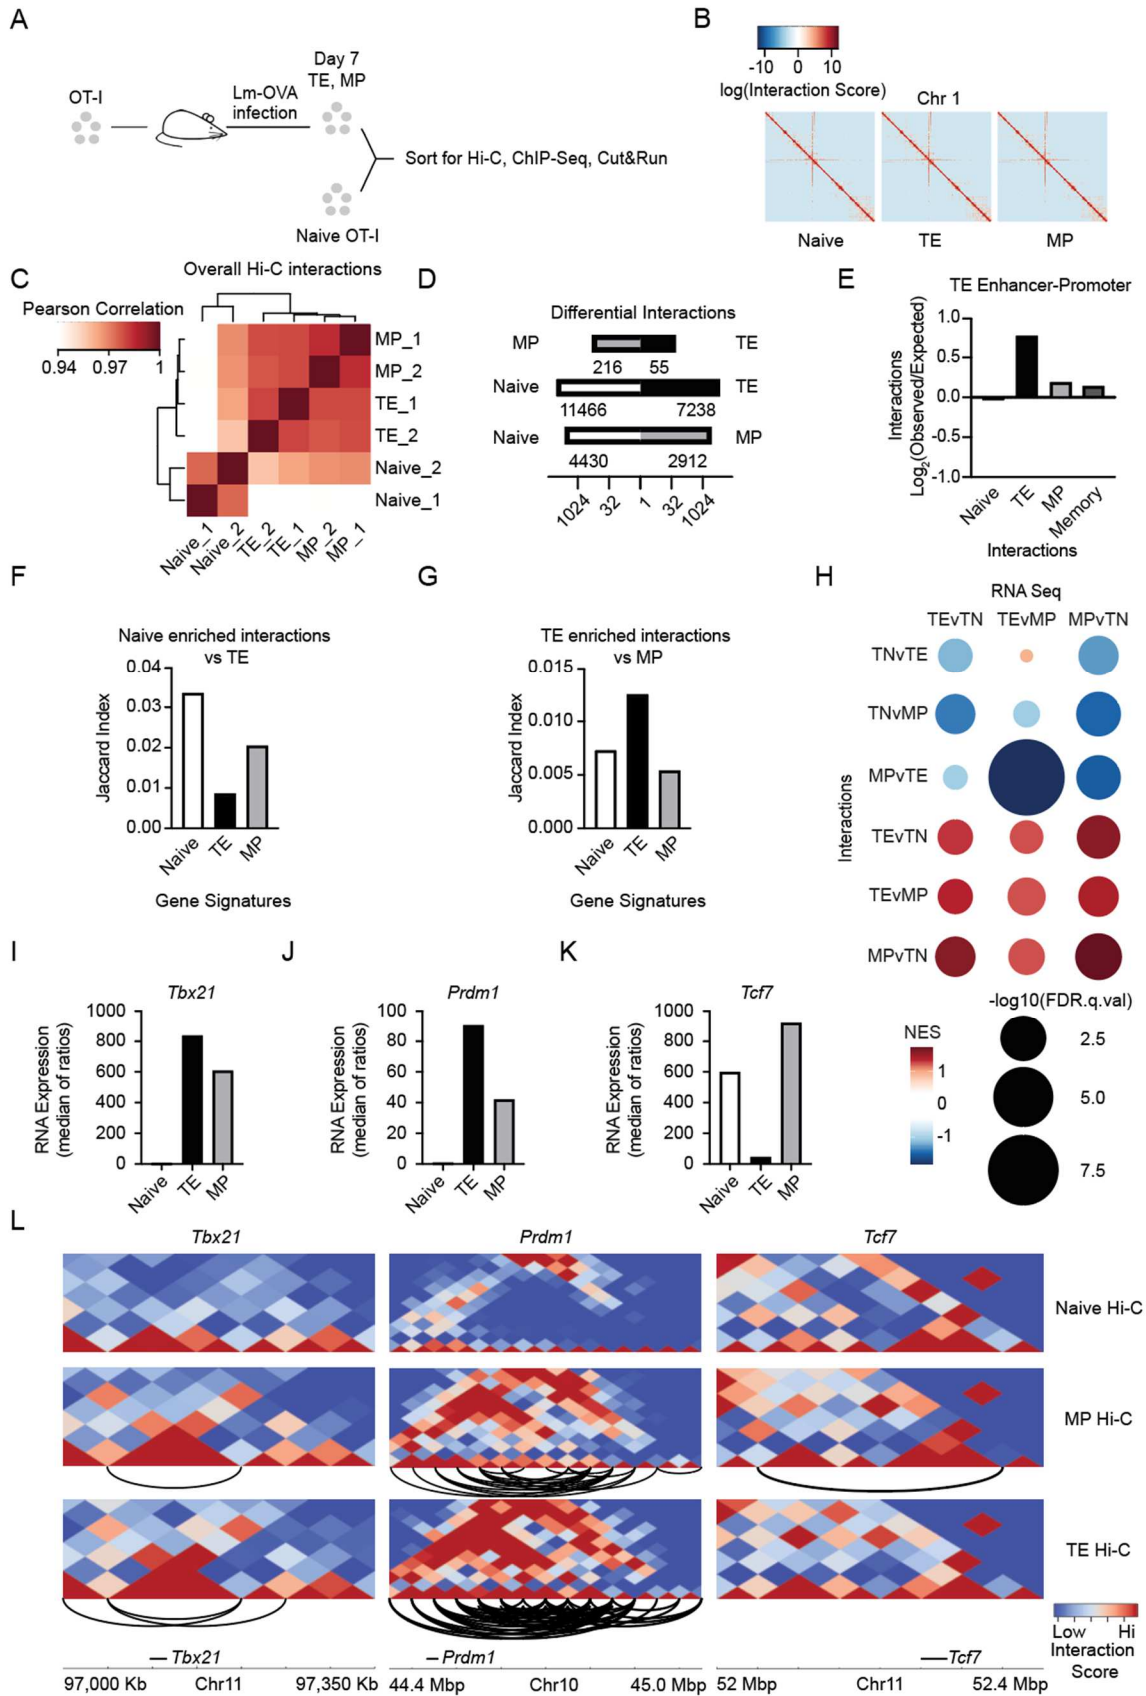 A
OT-I
Lm-OVA
infection
Day 7
TE, MP
Sort for Hi-C, ChIP-Seq, Cut&Run
Naive OT-I
B
-10 0 10
log(Interaction Score)
Chr 1
Naive TE MP
C
Overall Hi-C interactions
Pearson Correlation
0.94 0.97 1
MP_1
MP_2
TE_1
TE_2
Naive_2
Naive_1
Naive_1 Naive_2 TE_2 TE_1 MP_2 MP_1
D
Differential Interactions
MP TE
216 55
Naive TE
11466 7238
Naive MP
4430 2912
1024 32 1 32 1024
E
TE Enhancer-Promoter
Interactions
Log2(Observed/Expected)
1.0
0.5
0.0
-0.5
-1.0
Naive TE MP Memory
Interactions
F
Naive enriched interactions
vs TE
Jaccard Index
0.04
0.03
0.02
0.01
0.00
Naive TE MP
Gene Signatures
G
TE enriched interactions
vs MP
Jaccard Index
0.015
0.010
0.005
0.000
Naive TE MP
Gene Signatures
H
RNA Seq
TEvTN TEvMP MPvTN
Interactions
TNvTE
TNvMP
MPvTE
TEvTN
TEvMP
MPvTN
-log10(FDR.q.val)
2.5
5.0
7.5
NES
1
0
-1
I
Tbx21
RNA Expression
(median of ratios)
1000
800
600
400
200
0
Naive TE MP
J
Prdm1
RNA Expression
(median of ratios)
100
80
60
40
20
0
Naive TE MP
K
Tcf7
RNA Expression
(median of ratios)
1000
800
600
400
200
0
Naive TE MP
L
Tbx21 Prdm1 Tcf7
Naive Hi-C
MP Hi-C
TE Hi-C
Low Hi
Interaction
Score
Tbx21 Prdm1 Tcf7
97,000 Kb Chr11 97,350 Kb
44.4 Mbp Chr10 45.0 Mbp
52 Mbp Chr11 52.4 Mbp